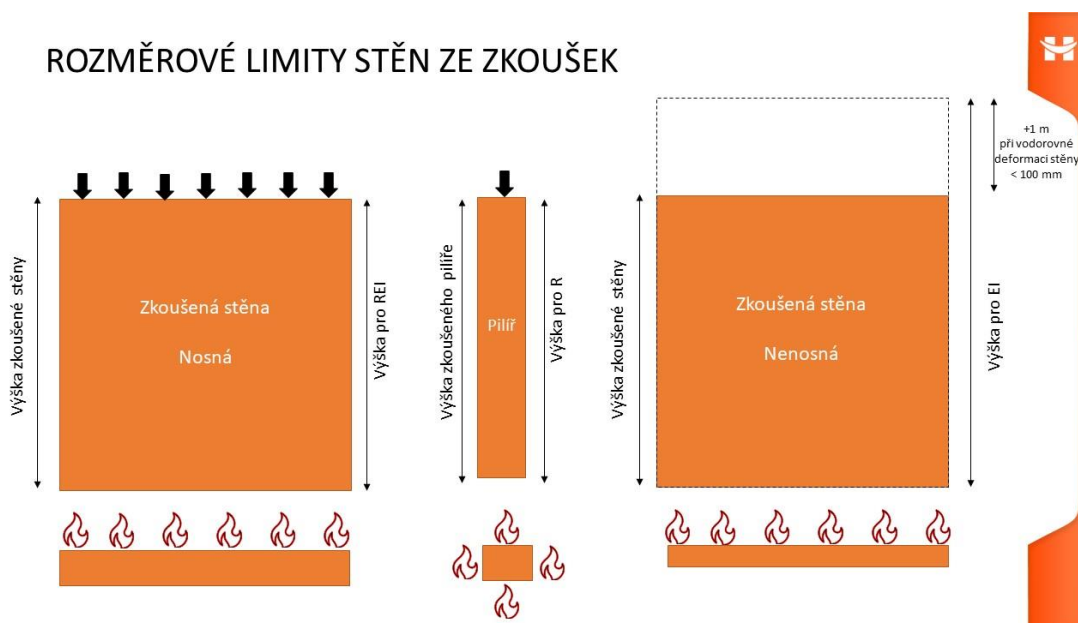 ROZMĚROVÉ LIMITY STĚN ZE ZKOUŠEK
Výška zkoušené stěny
Zkoušená stěna
Nosná
Výška pro REI
Výška zkoušeného pilíře
Pilíř
Výška pro R
Výška zkoušené stěny
Zkoušená stěna
Nenosná
Výška pro EI
+1 m
při vodorovné
deformaci stěny
< 100 mm